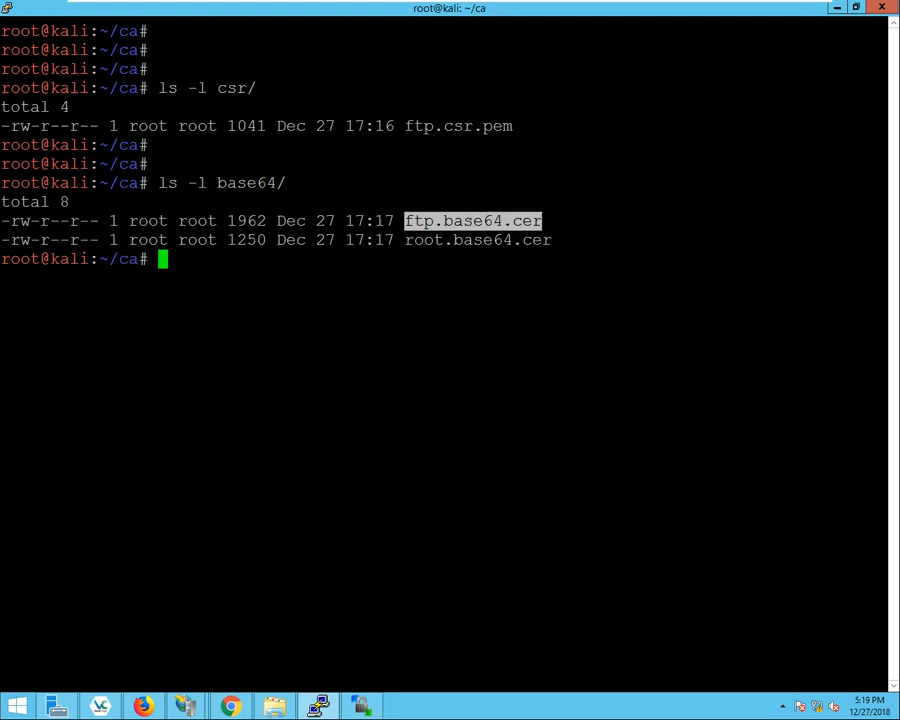 root@kali: ~/ca
root@kali:~/ca#
root@kali:~/ca#
root@kali:~/ca#
root@kali:~/ca# ls -l csr/
total 4
-rw-r--r-- 1 root root 1041 Dec 27 17:16 ftp.csr.pem
root@kali:~/ca#
root@kali:~/ca#
root@kali:~/ca# ls -l base64/
total 8
-rw-r--r-- 1 root root 1962 Dec 27 17:17 ftp.base64.cer
-rw-r--r-- 1 root root 1250 Dec 27 17:17 root.base64.cer
root@kali:~/ca#
VC
5:19 PM
12/27/2018